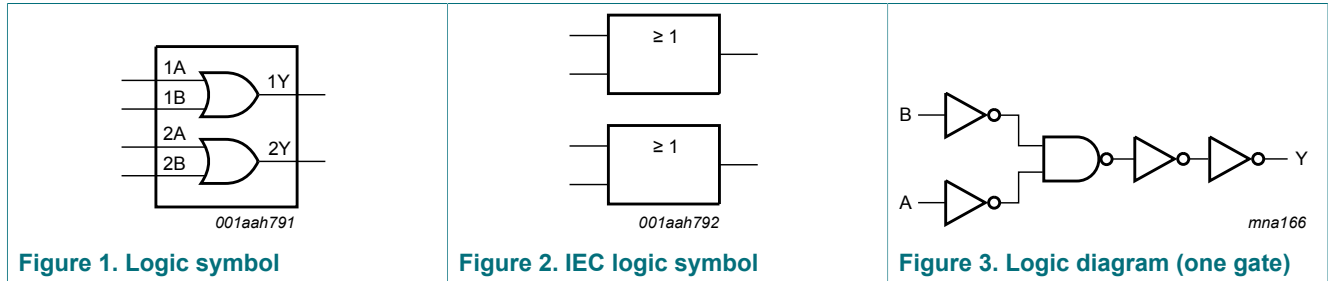 1A
1Y
1B
2A
2Y
2B
001aah791
Figure 1. Logic symbol
≥ 1
≥ 1
001aah792
Figure 2. IEC logic symbol
B
Y
A
mna166
Figure 3. Logic diagram (one gate)